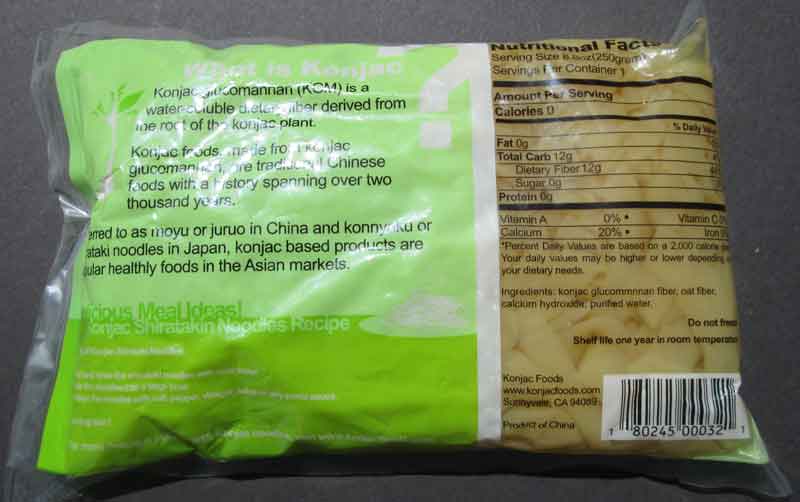 What is Konjac
Konjac glucomannan (KGM) is a
water-soluble dietary fiber derived from
the root of the konjac plant.
Konjac foods, made from konjac
glucomannan, are traditional Chinese
foods with a history spanning over two
thousand years.
erred to as moyu or juruo in China and konnyaku or
rataki noodles in Japan, konjac based products are
ular healthly foods in the Asian markets.
icious Meal Ideas!
Konjac Shiratakin Noodles Recipe
Nutritional Facts
Serving Size 8.8oz(250gram)
Servings Per Container 1
Amount Per Serving
Calories 0
% Daily
Fat 0g
Total Carb 12g
Dietary Fiber 12g
Sugar 0g
Protein 0g
Vitamin A 0% • Vitamin C 0%
Calcium 20% • Iron
*Percent Daily Values are based on a 2,000 calorie
Your daily values may be higher or lower depending
your dietary needs.
Ingredients: konjac glucommnnan fiber, oat fiber,
calcium hydroxide, purified water.
Do not freez
Shelf life one year in room temperatur
Konjac Foods
www.konjacfoods.com
Sunnyvale, CA 94089
Product of China
1 80245 00032 1